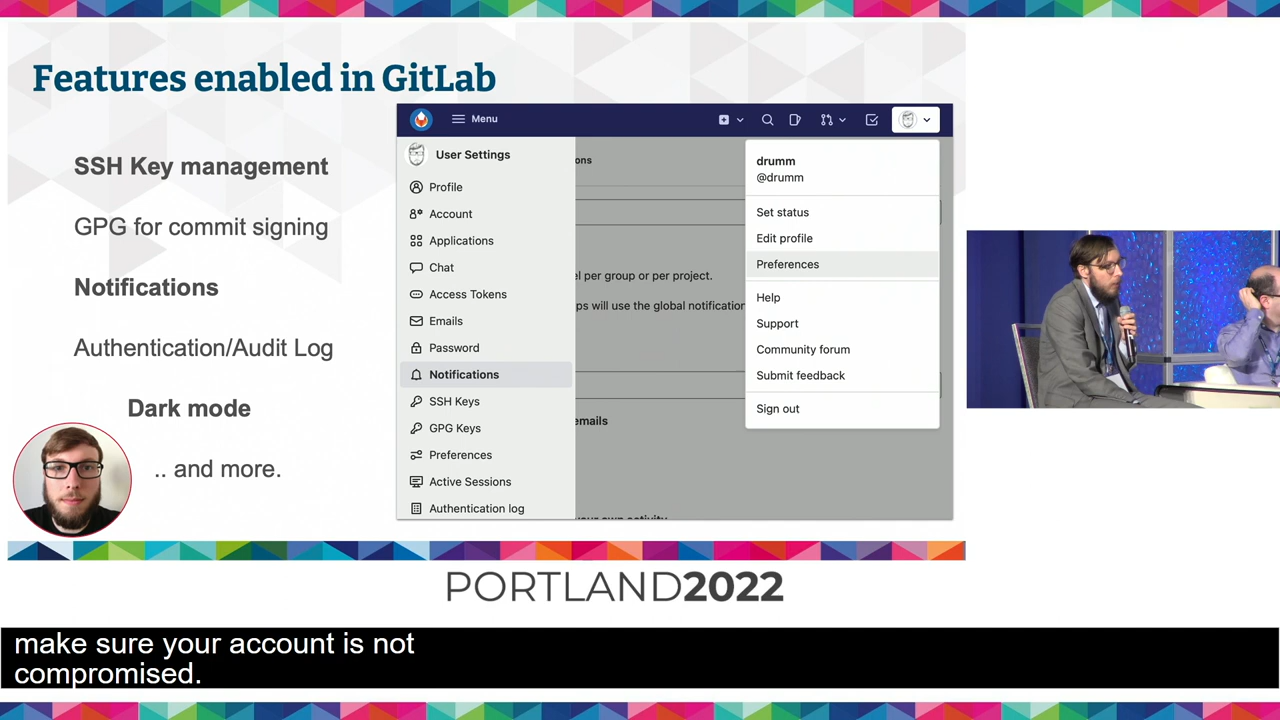 Features enabled in GitLab
SSH Key management
GPG for commit signing
Notifications
Authentication/Audit Log
Dark mode
.. and more.
Menu
User Settings
Profile
Account
Applications
Chat
Access Tokens
Emails
Password
Notifications
SSH Keys
GPG Keys
Preferences
Active Sessions
Authentication log
ons
el per group or per project.
ps will use the global notification
emails
your own activity
drumm
@drumm
Set status
Edit profile
Preferences
Help
Support
Community forum
Submit feedback
Sign out
PORTLAND2022
make sure your account is not
compromised.